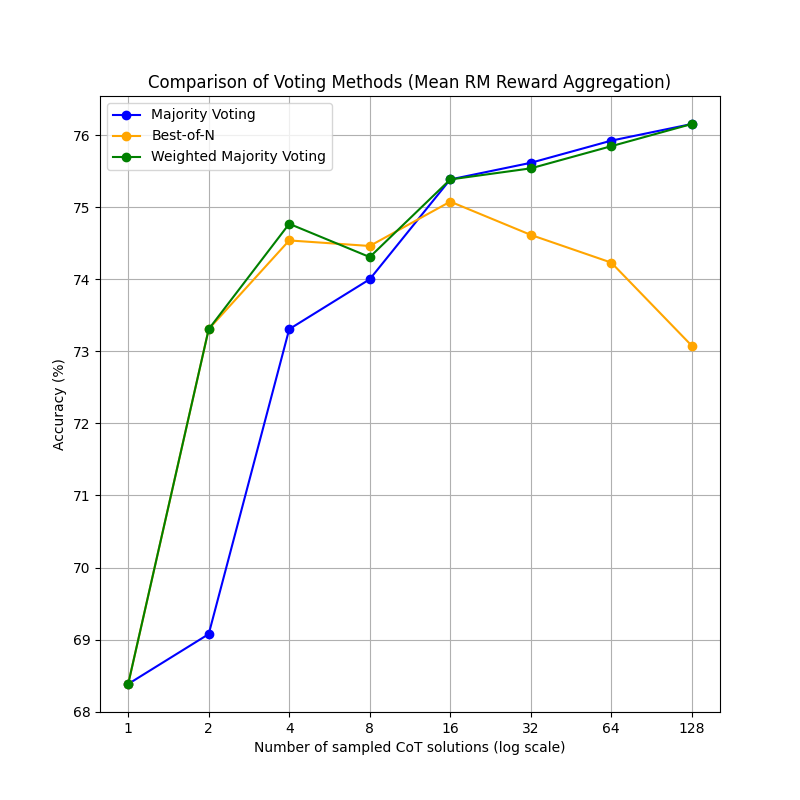 Comparison of Voting Methods (Mean RM Reward Aggregation)
Majority Voting
Best-of-N
Weighted Majority Voting
Accuracy (%)
76
75
74
73
72
71
70
69
68
1 2 4 8 16 32 64 128
Number of sampled CoT solutions (log scale)